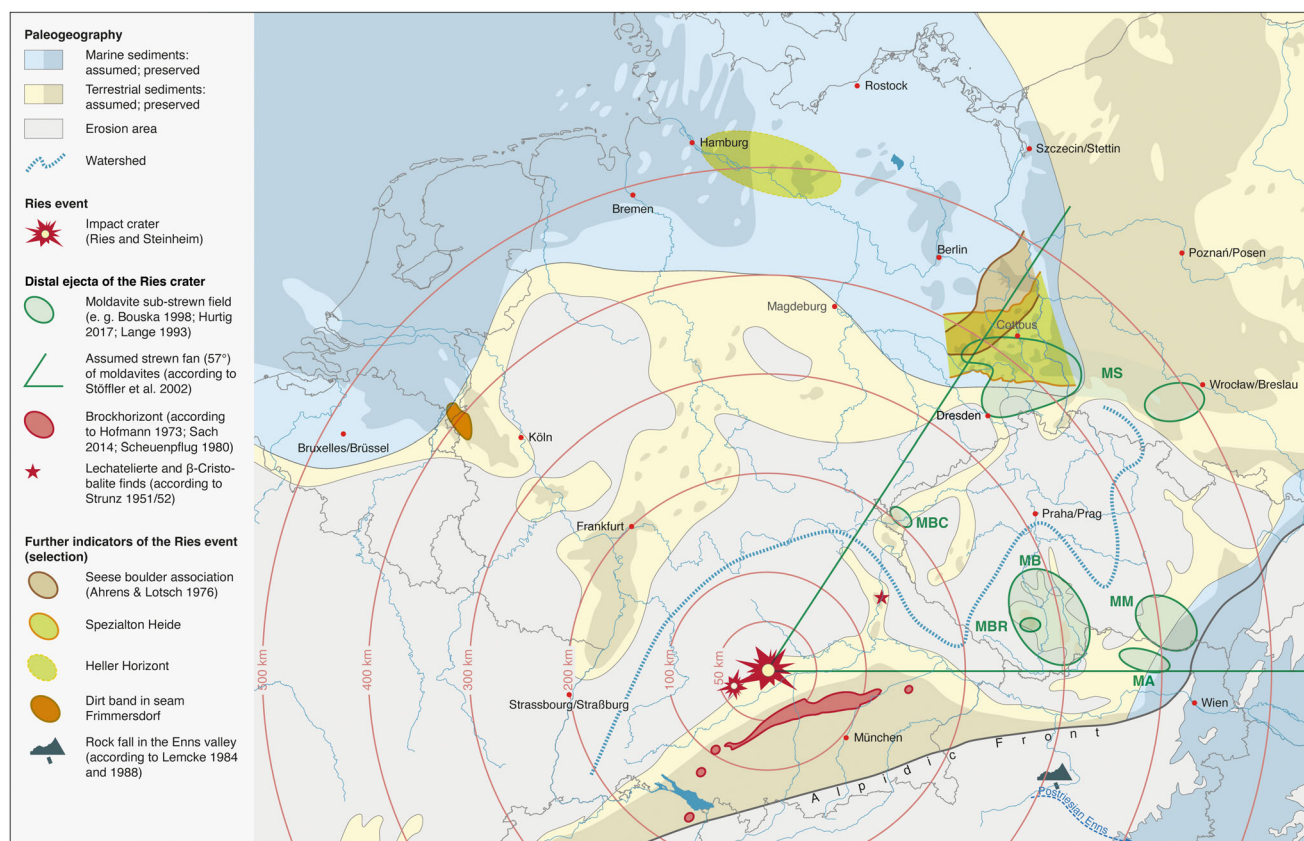 Paleogeography
Marine sediments:
assumed; preserved
Terrestrial sediments:
assumed; preserved
Erosion area
Watershed
Ries event
Impact crater
(Ries and Steinheim)
Distal ejecta of the Ries crater
Moldavite sub-strewn field
(e. g. Bouska 1998; Hurtig
2017; Lange 1993)
Assumed strewn fan (57°)
of moldavites (according to
Stöffler et al. 2002)
Brockhorizont (according
to Hofmann 1973; Sach
2014; Scheuenpflug 1980)
Lechatelierte and β-Cristo-
balite finds (according to
Strunz 1951/52)
Further indicators of the Ries event
(selection)
Seese boulder association
(Ahrens & Lotsch 1976)
Spezialton Heide
Heller Horizont
Dirt band in seam
Frimmersdorf
Rock fall in the Enns valley
(according to Lemcke 1984
and 1988)
Rostock
Hamburg
Szczecin/Stettin
Bremen
Berlin
Poznań/Posen
Magdeburg
Cottbus
MS
Wrocław/Breslau
Dresden
Köln
Bruxelles/Brüssel
Frankfurt
MBC
Praha/Prag
MB
MBR
MM
MA
500 km
400 km
300 km
200 km
100 km
50 km
Strasbourg/Straßburg
Wien
München
Alpidic Front
Postriesian Enns